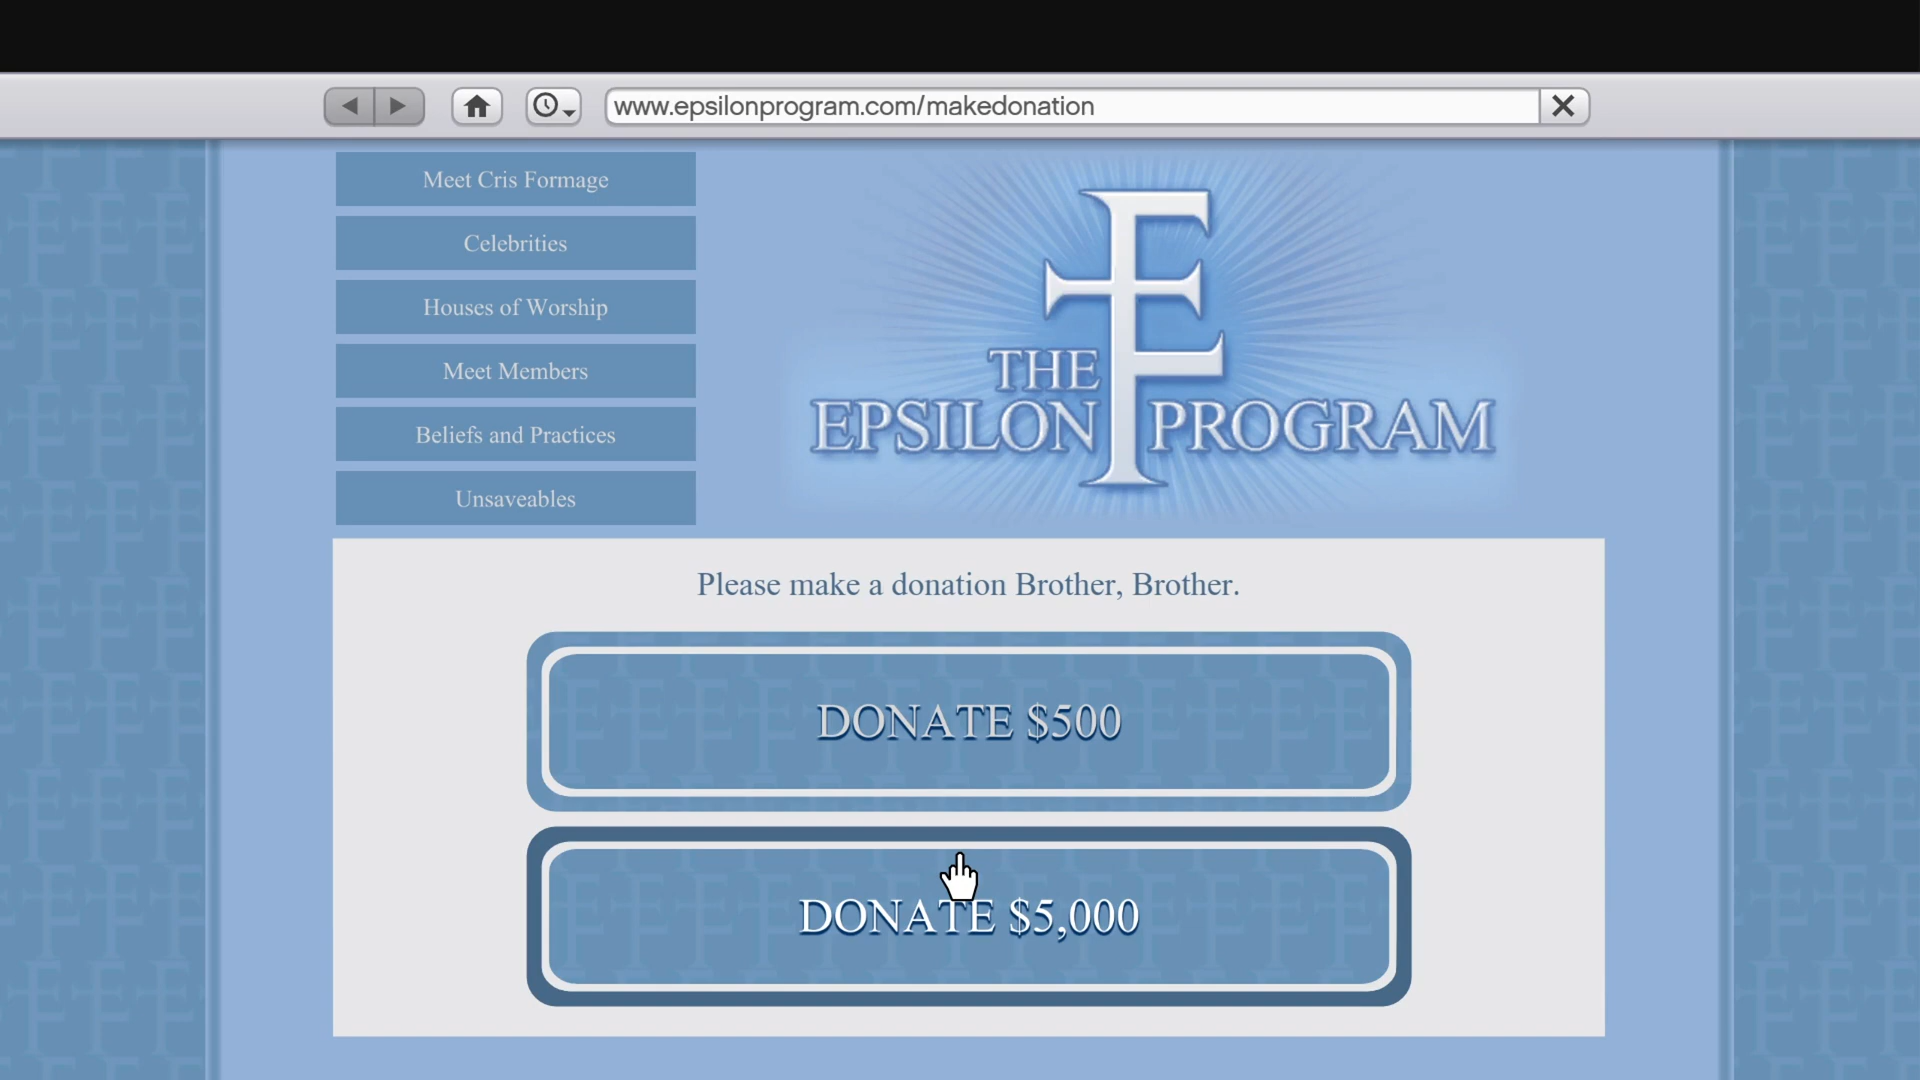 www.epsilonprogram.com/makedonation
Meet Cris Formage
Celebrities
Houses of Worship
Meet Members
Beliefs and Practices
Unsaveables
THE
EPSILON PROGRAM
Please make a donation Brother, Brother.
DONATE $500
DONATE $5,000